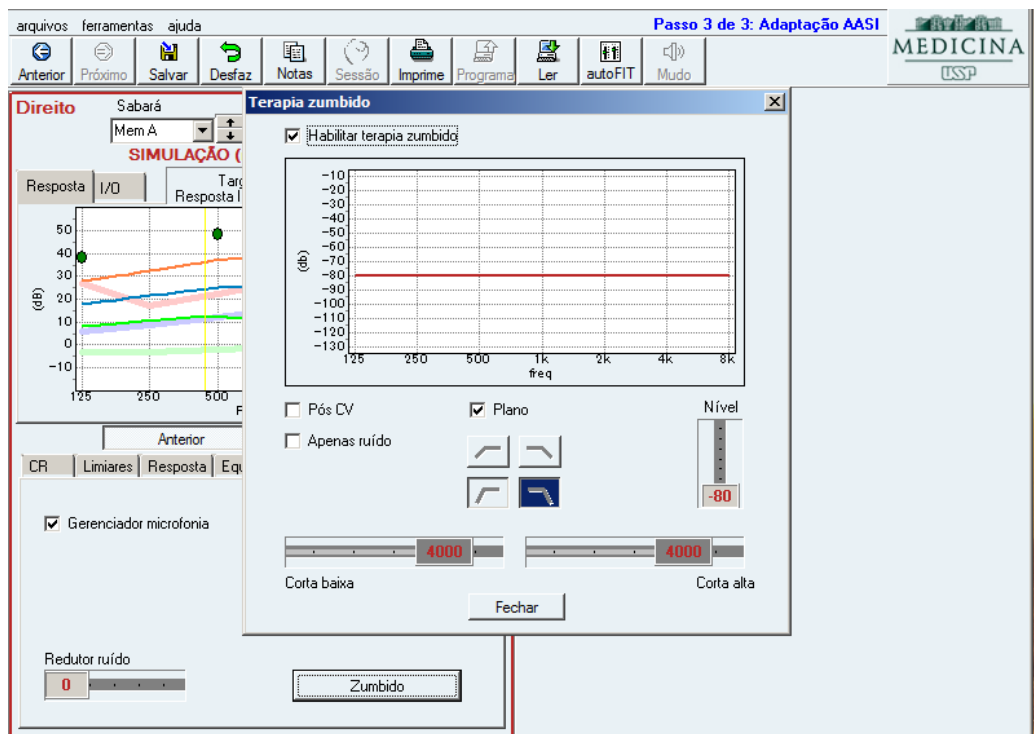 arquivos ferramentas ajuda
Passo 3 de 3: Adaptação AASI
MEDICINA
USP
Anterior Próximo Salvar Desfaz Notas Sessão Imprime Programa Ler autoFIT Mudo
Direito
Sabará
Mem A
SIMULAÇÃO (
Resposta I/O
Targ
Resposta I
50
40
30
20
10
0
-10
(dB)
125 250 500
F
Anterior
CR Limiares Resposta Equ
Gerenciador microfonia
Redutor ruído
0
Zumbido
Terapia zumbido
Habilitar terapia zumbido
-10
-20
-30
-40
-50
-60
-70
-80
-90
-100
-110
-120
-130
(db)
125 250 500 1k 2k 4k 8k
freq
Pós CV
Plano
Nível
Apenas ruído
-80
4000
4000
Corta baixa
Corta alta
Fechar